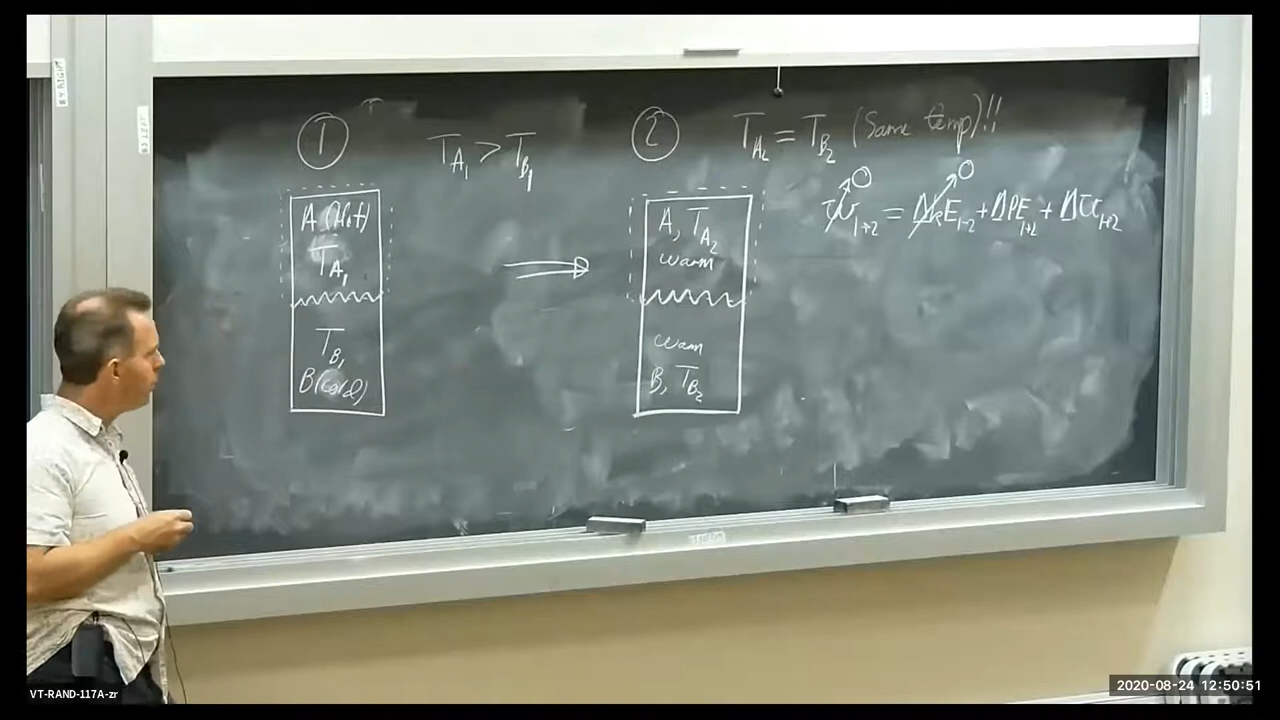 ① T_A1 > T_B1 ② T_A2 = T_B2 (Same temp)!!
0 0
W_1→2 = ΔKE_1→2 + ΔPE_1→2 + ΔU_1→2
A (Hot)
T_A1
T_B1
B (cold)
A, T_A2
warm
warm
B, T_B2
VT-RAND-117A-zr
2020-08-24 12:50:51